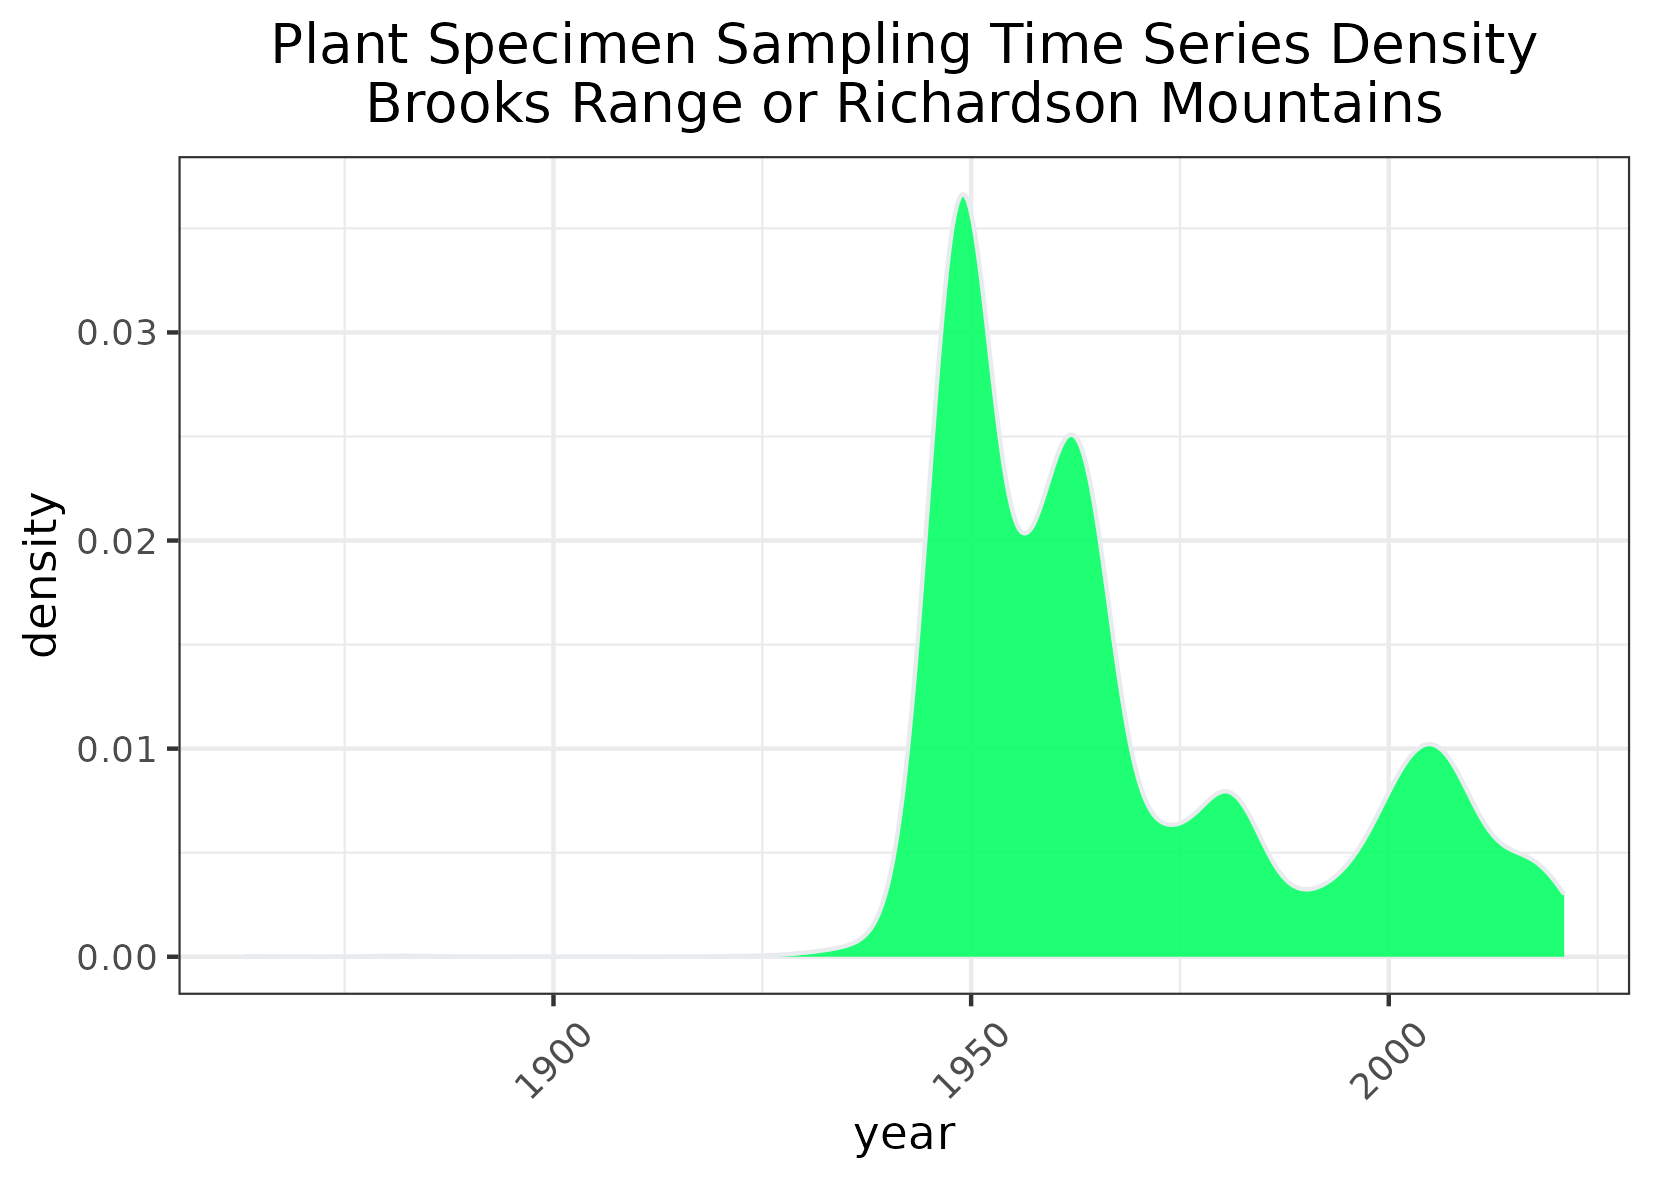 Plant Specimen Sampling Time Series Density
Brooks Range or Richardson Mountains
density
0.03
0.02
0.01
0.00
1900
1950
2000
year